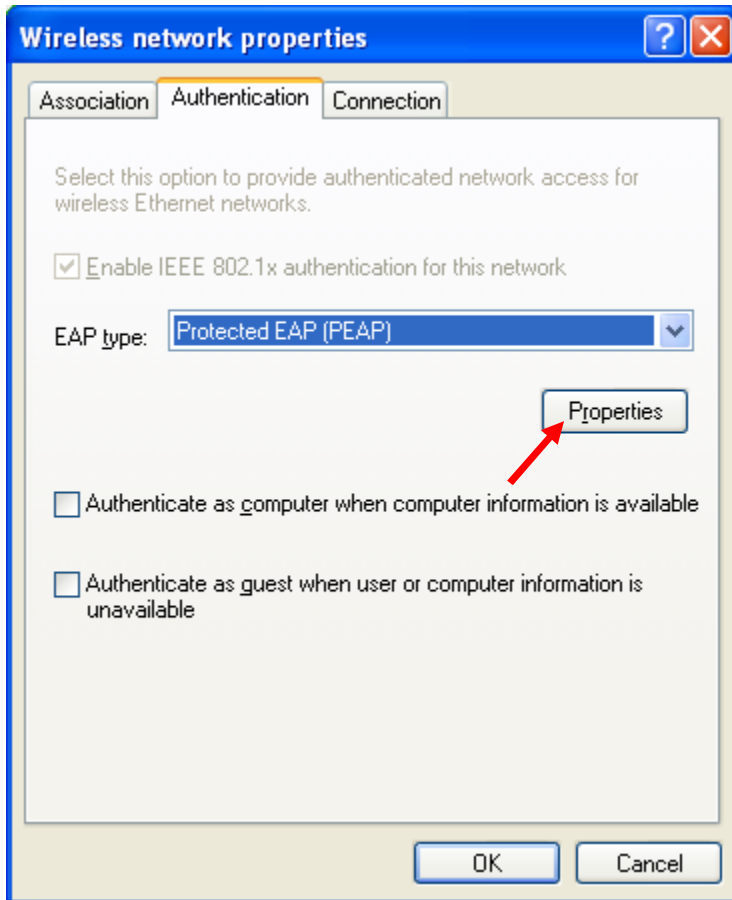 Wireless network properties
?
Association Authentication Connection
Select this option to provide authenticated network access for
wireless Ethernet networks.
Enable IEEE 802.1x authentication for this network
EAP type: Protected EAP (PEAP)
Properties
Authenticate as computer when computer information is available
Authenticate as guest when user or computer information is
unavailable
OK Cancel